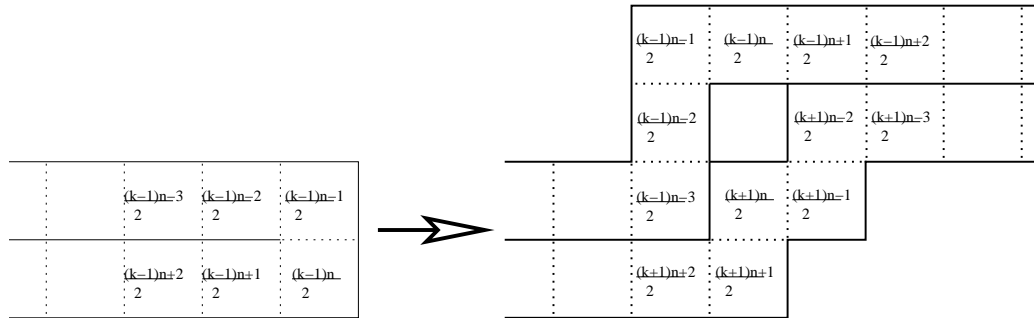 (k−1)n−1 (k−1)n (k−1)n+1 (k−1)n+2
2 2 2 2
(k−1)n−2 (k+1)n−2 (k+1)n−3
2 2 2
(k−1)n−3 (k−1)n−2 (k−1)n−1 (k−1)n−3 (k+1)n (k+1)n−1
2 2 2 2 2 2
(k−1)n+2 (k−1)n+1 (k−1)n (k+1)n+2 (k+1)n+1
2 2 2 2 2